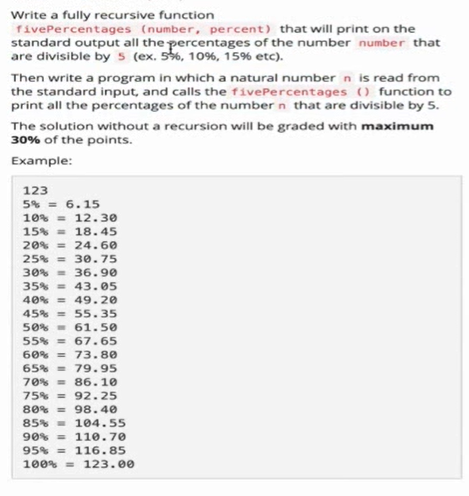 Write a fully recursive function
fivePercentages (number, percent) that will print on the
standard output all the percentages of the number number that
are divisible by 5 (ex. 5%, 10%, 15% etc).
Then write a program in which a natural number n is read from
the standard input, and calls the fivePercentages () function to
print all the percentages of the number n that are divisible by 5.
The solution without a recursion will be graded with maximum
30% of the points.
Example:
123
5% = 6.15
10% = 12.30
15% = 18.45
20% = 24.60
25% = 30.75
30% = 36.90
35% = 43.05
40% = 49.20
45% = 55.35
50% = 61.50
55% = 67.65
60% = 73.80
65% = 79.95
70% = 86.10
75% = 92.25
80% = 98.40
85% = 104.55
90% = 110.70
95% = 116.85
100% = 123.00